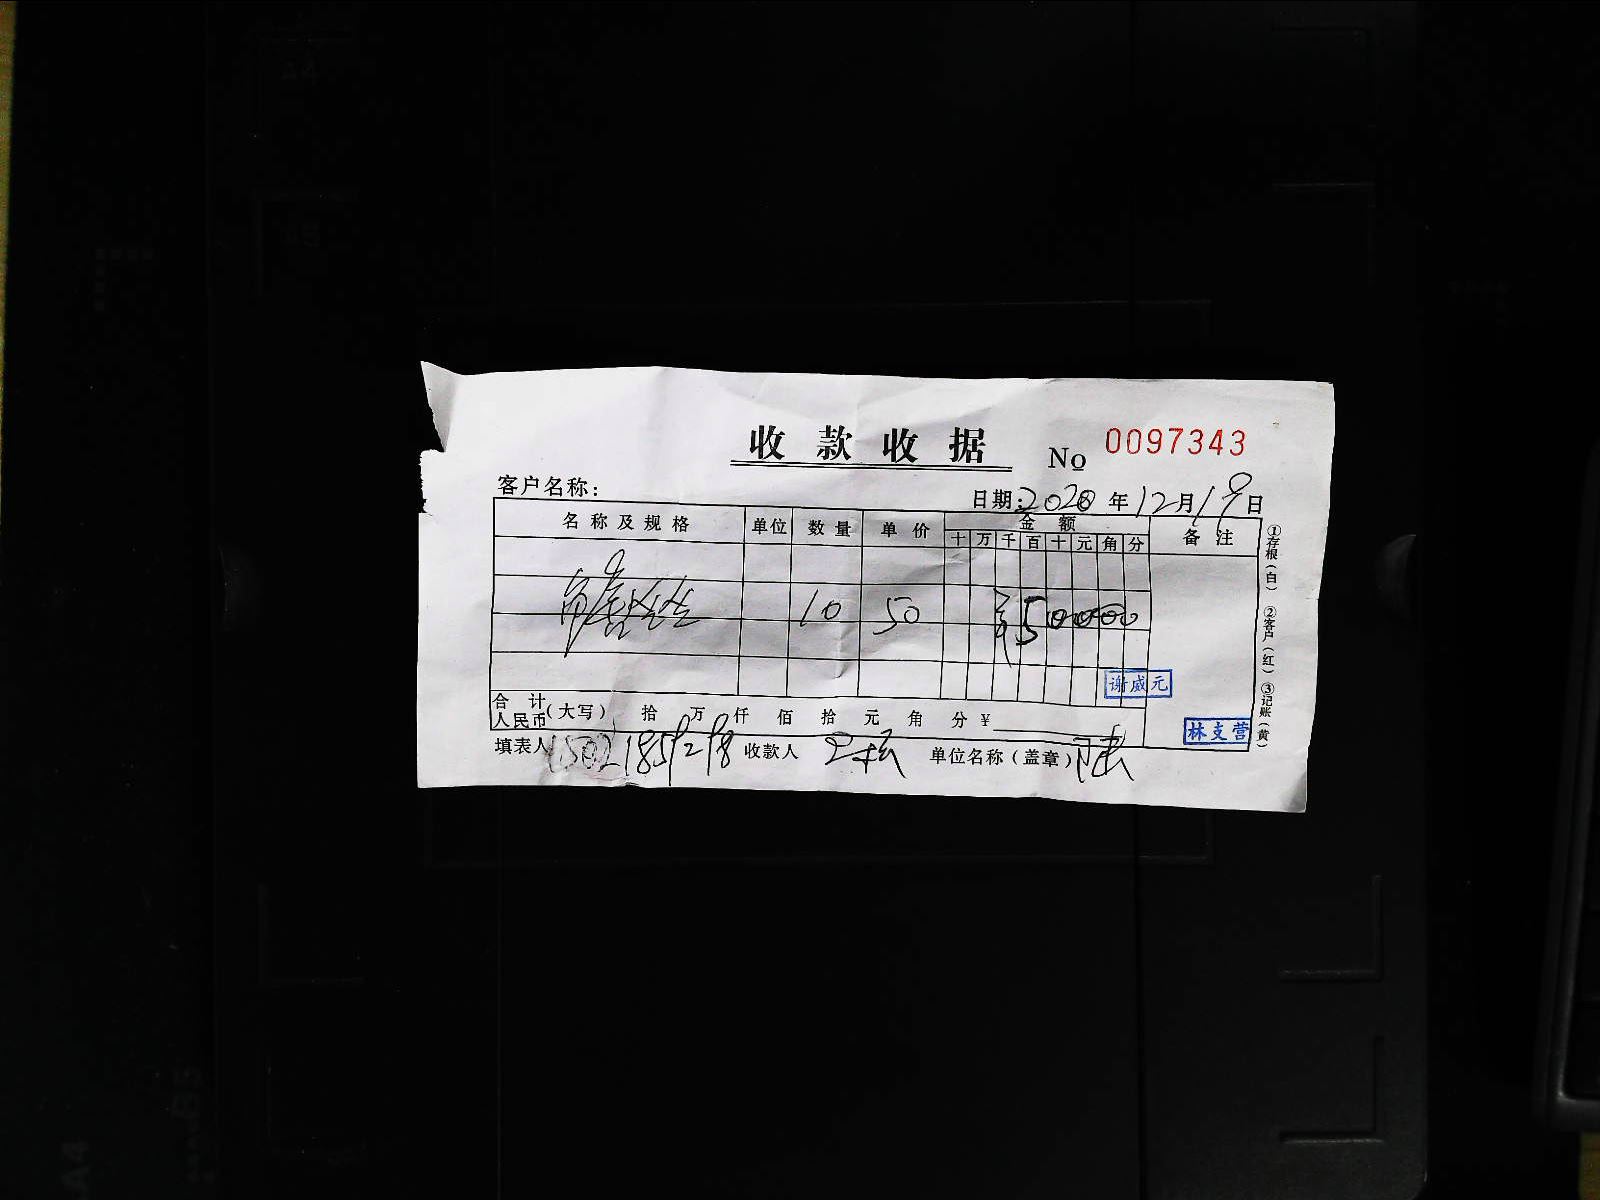 收款收据 No 0097343
客户名称： 日期：2020年12月19日
名称及规格 单位 数量 单价 金额 备注
十 万 千 百 十 元 角 分
10 50 50000
谢威元
合计人民币（大写） 拾 万 仟 佰 拾 元 角 分 ¥
林支营
填表人 收款人 单位名称（盖章）
①存根（白） ②客户（红） ③记账（黄）
A4
B5
A4